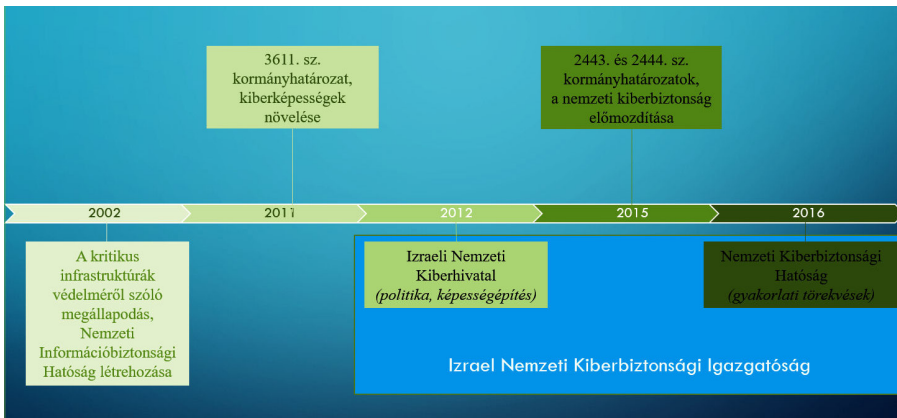 3611. sz.
kormányhatározat,
kiberképességek
növelése
2443. és 2444. sz.
kormányhatározatok,
a nemzeti kiberbiztonság
előmozdítása
2002
2011
2012
2015
2016
A kritikus
infrastruktúrák
védelméről szóló
megállapodás,
Nemzeti
Információbiztonsági
Hatóság létrehozása
Izraeli Nemzeti
Kiberhivatal
(politika, képességépítés)
Nemzeti Kiberbiztonsági
Hatóság
(gyakorlati törekvések)
Izrael Nemzeti Kiberbiztonsági Igazgatóság